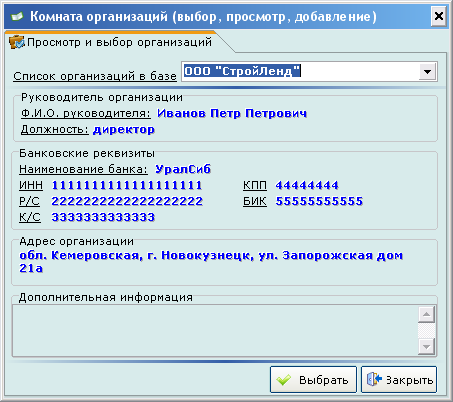 Комната организаций (выбор, просмотр, добавление)
Просмотр и выбор организаций
Список организаций в базе ООО "СтройЛенд"
Руководитель организации
Ф.И.О. руководителя: Иванов Петр Петрович
Должность: директор
Банковские реквизиты
Наименование банка: УралСиб
ИНН 1111111111111111111 КПП 44444444
Р/С 2222222222222222222 БИК 55555555555
К/С 3333333333333
Адрес организации
обл. Кемеровская, г. Новокузнецк, ул. Запорожская дом
21а
Дополнительная информация
Выбрать Закрыть